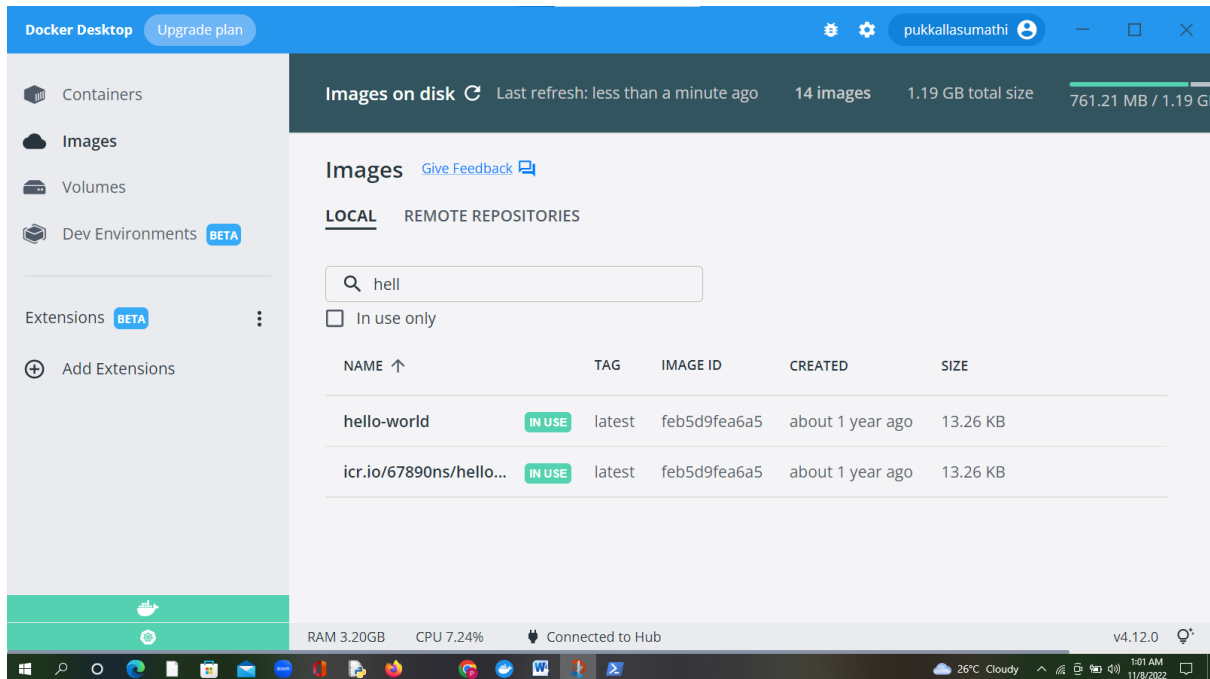 Docker Desktop Upgrade plan pukkallasumathi
Containers
Images
Volumes
Dev Environments BETA
Extensions BETA
Add Extensions
Images on disk Last refresh: less than a minute ago 14 images 1.19 GB total size 761.21 MB / 1.19 G
Images Give Feedback
LOCAL REMOTE REPOSITORIES
hell
In use only
NAME TAG IMAGE ID CREATED SIZE
hello-world IN USE latest feb5d9fea6a5 about 1 year ago 13.26 KB
icr.io/67890ns/hello... IN USE latest feb5d9fea6a5 about 1 year ago 13.26 KB
RAM 3.20GB CPU 7.24% Connected to Hub v4.12.0
26°C Cloudy 1:01 AM
11/8/2022